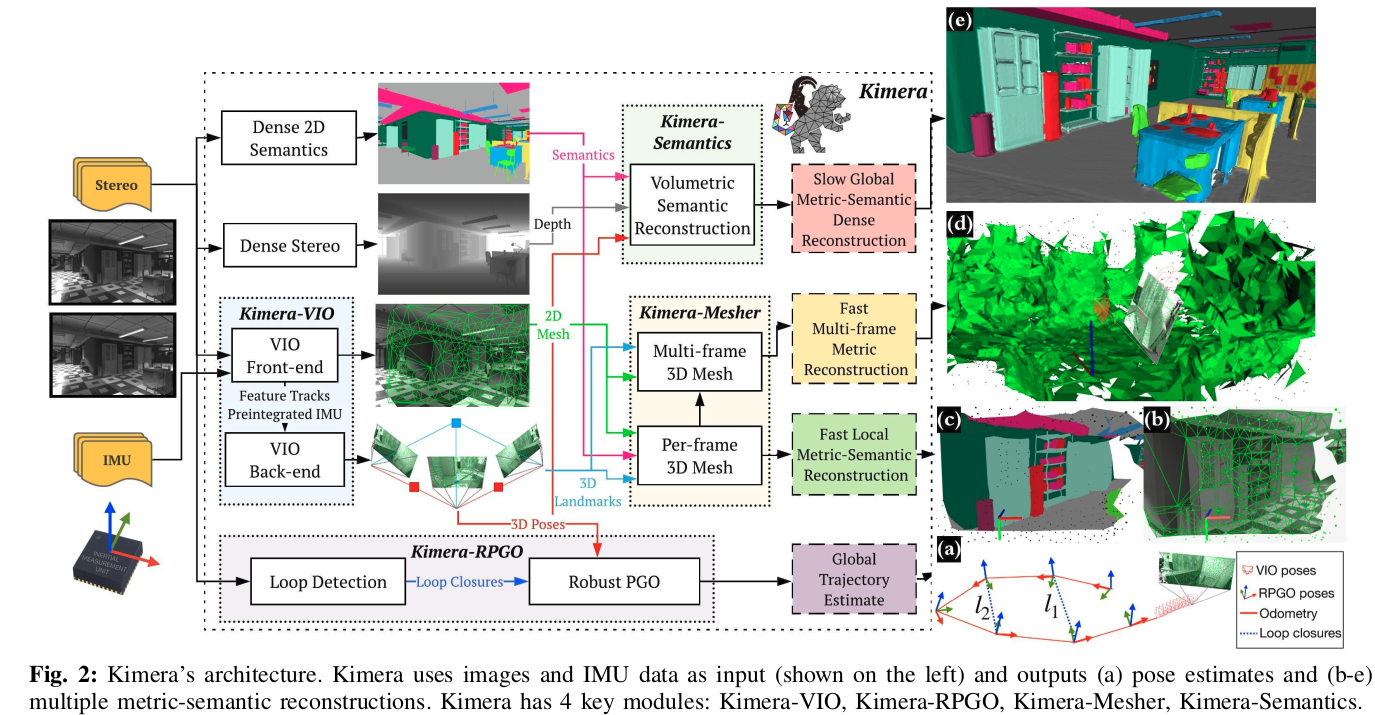 Stereo
IMU
INERTIAL
MEASUREMENT
UNIT
Kimera
Dense 2D
Semantics
Dense Stereo
Kimera-VIO
VIO
Front-end
Feature Tracks
Preintegrated IMU
VIO
Back-end
Semantics
Depth
2D
Mesh
3D
Landmarks
3D Poses
Kimera-
Semantics
Volumetric
Semantic
Reconstruction
Kimera-Mesher
Multi-frame
3D Mesh
Per-frame
3D Mesh
Kimera-RPGO
Loop Detection
Loop Closures
Robust PGO
Slow Global
Metric-Semantic
Dense
Reconstruction
Fast
Multi-frame
Metric
Reconstruction
Fast Local
Metric-Semantic
Reconstruction
Global
Trajectory
Estimate
(e)
(d)
(c)
(b)
(a)
l2
l1
VIO poses
RPGO poses
Odometry
Loop closures
Fig. 2: Kimera's architecture. Kimera uses images and IMU data as input (shown on the left) and outputs (a) pose estimates and (b-e)
multiple metric-semantic reconstructions. Kimera has 4 key modules: Kimera-VIO, Kimera-RPGO, Kimera-Mesher, Kimera-Semantics.